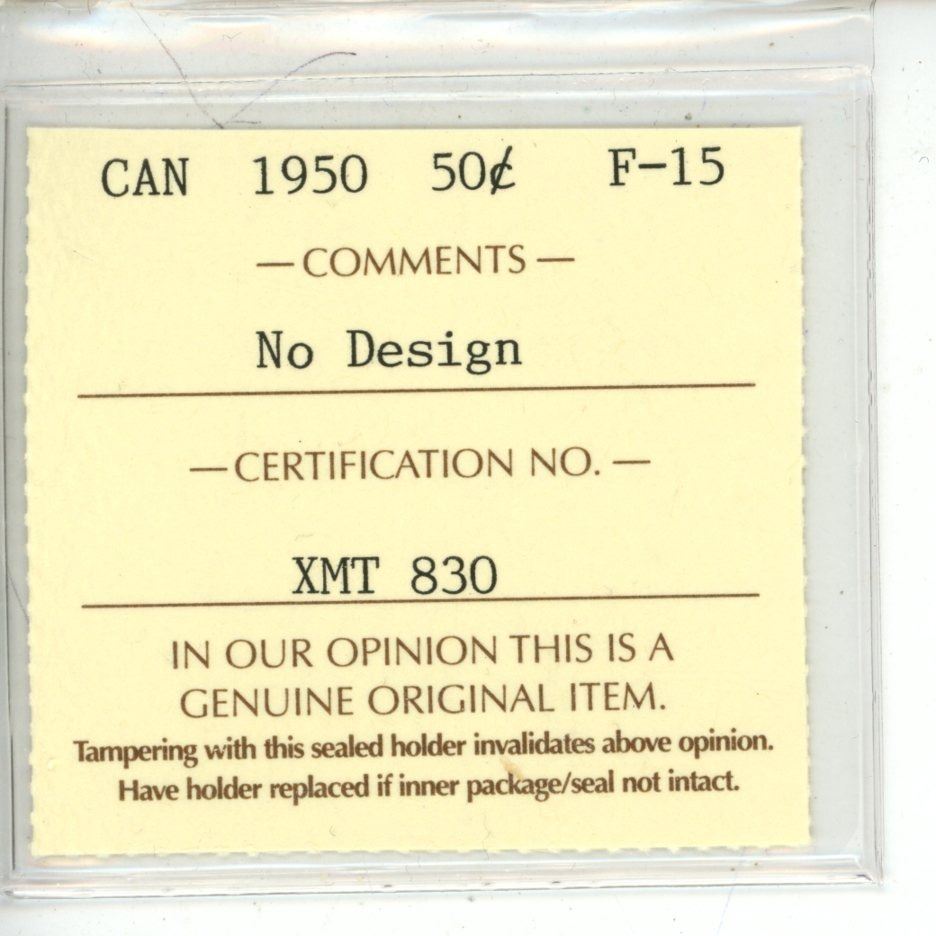 CAN 1950 50¢ F-15
— COMMENTS —
No Design
— CERTIFICATION NO. —
XMT 830
IN OUR OPINION THIS IS A
GENUINE ORIGINAL ITEM.
Tampering with this sealed holder invalidates above opinion.
Have holder replaced if inner package/seal not intact.